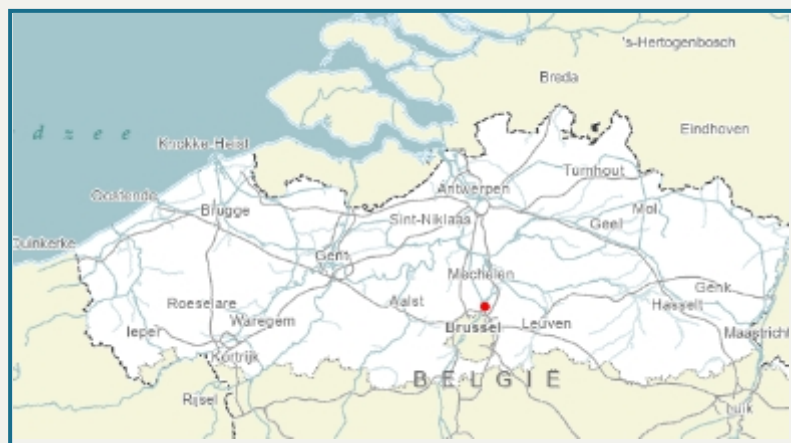 's-Hertogenbosch
Breda
d z e e
Eindhoven
Knokke-Heist
Turnhout
Oostende
Antwerpen
Mol
Brugge
Sint-Niklaas
Geel
Duinkerke
Gent
Mechelen
Genk
Roeselare
Aalst
Hasselt
Waregem
Ieper
Brussel
Leuven
Maastricht
Kortrijk
BELGIË
Rijsel
Luik